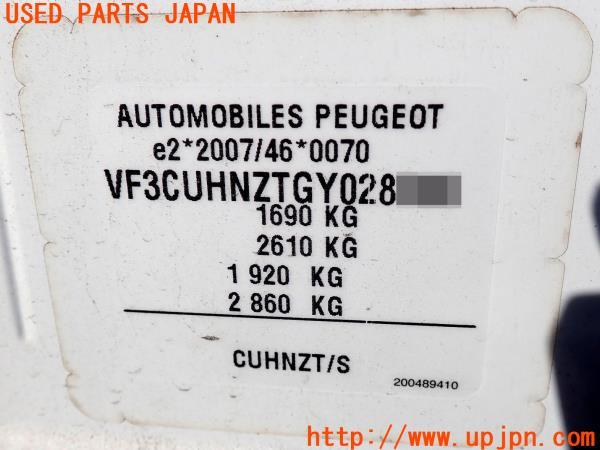 USED PARTS JAPAN
AUTOMOBILES PEUGEOT
e2*2007/46*0070
VF3CUHNZTGY028
1690 KG
2610 KG
1 920 KG
2 860 KG
CUHNZT/S
200489410
http://www.upjpn.com/